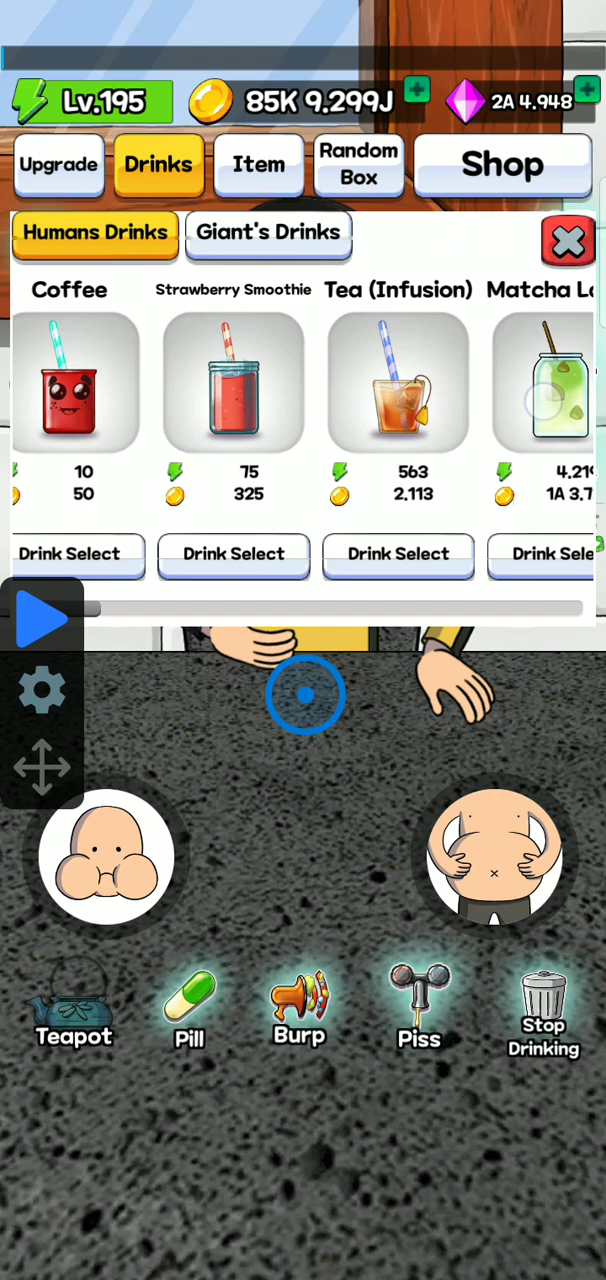 Lv.195
85K 9.299J
2A 4.948
Upgrade
Drinks
Item
Random
Box
Shop
Humans Drinks
Giant's Drinks
Coffee
Strawberry Smoothie
Tea (Infusion)
Matcha
10
50
75
325
563
2,113
Drink Select
Drink Select
Drink Select
Drink
Teapot
Pill
Burp
Piss
Stop
Drinking